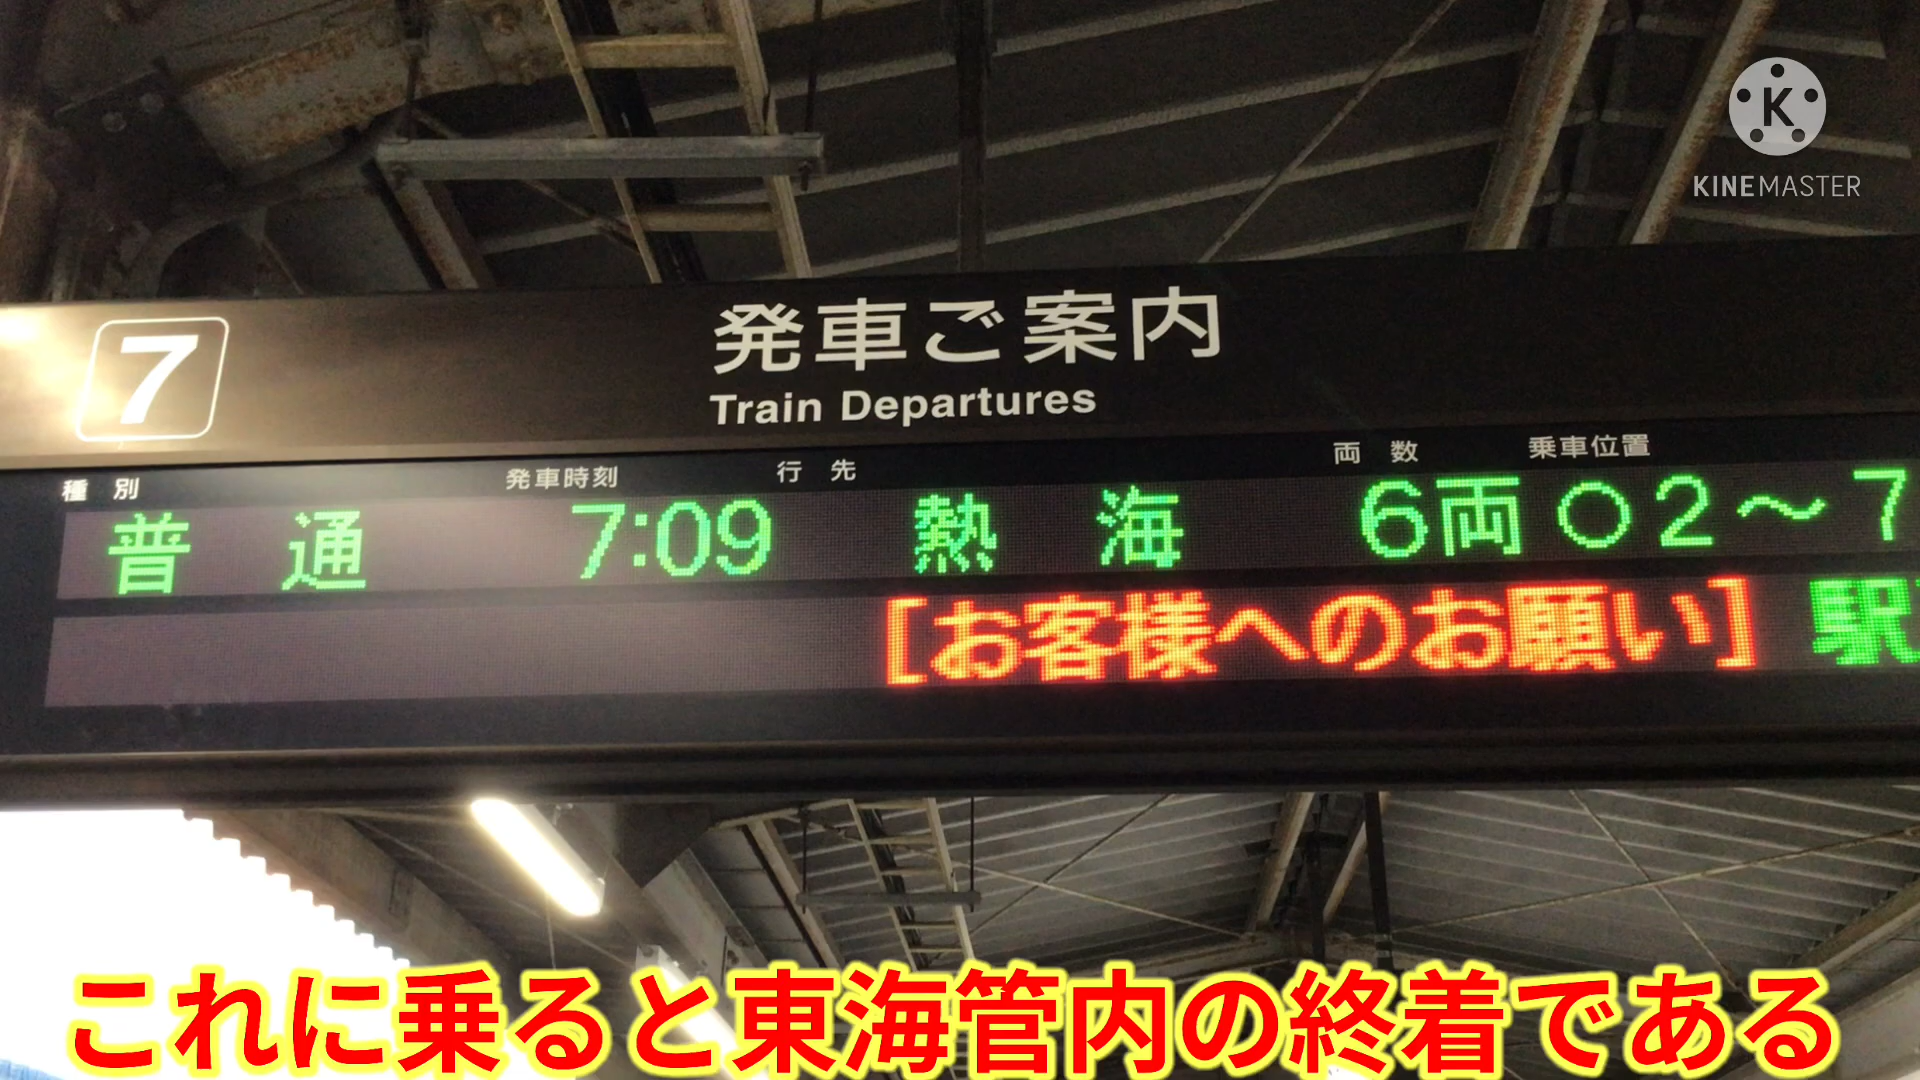 K
KINEMASTER
7
発車ご案内
Train Departures
種別 発車時刻 行先 両数 乗車位置
普通 7:09 熱海 6両 ○2〜7
［お客様へのお願い］ 駅
これに乗ると東海管内の終着である